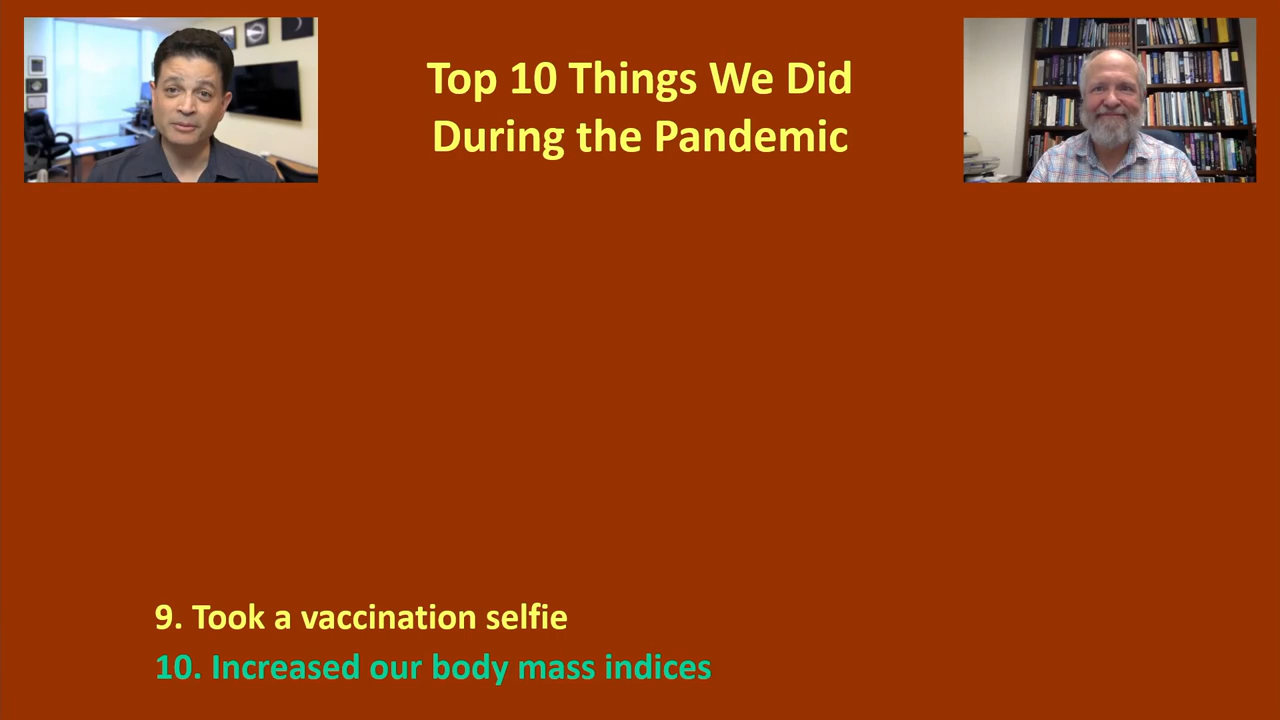 Top 10 Things We Did
During the Pandemic
9. Took a vaccination selfie
10. Increased our body mass indices